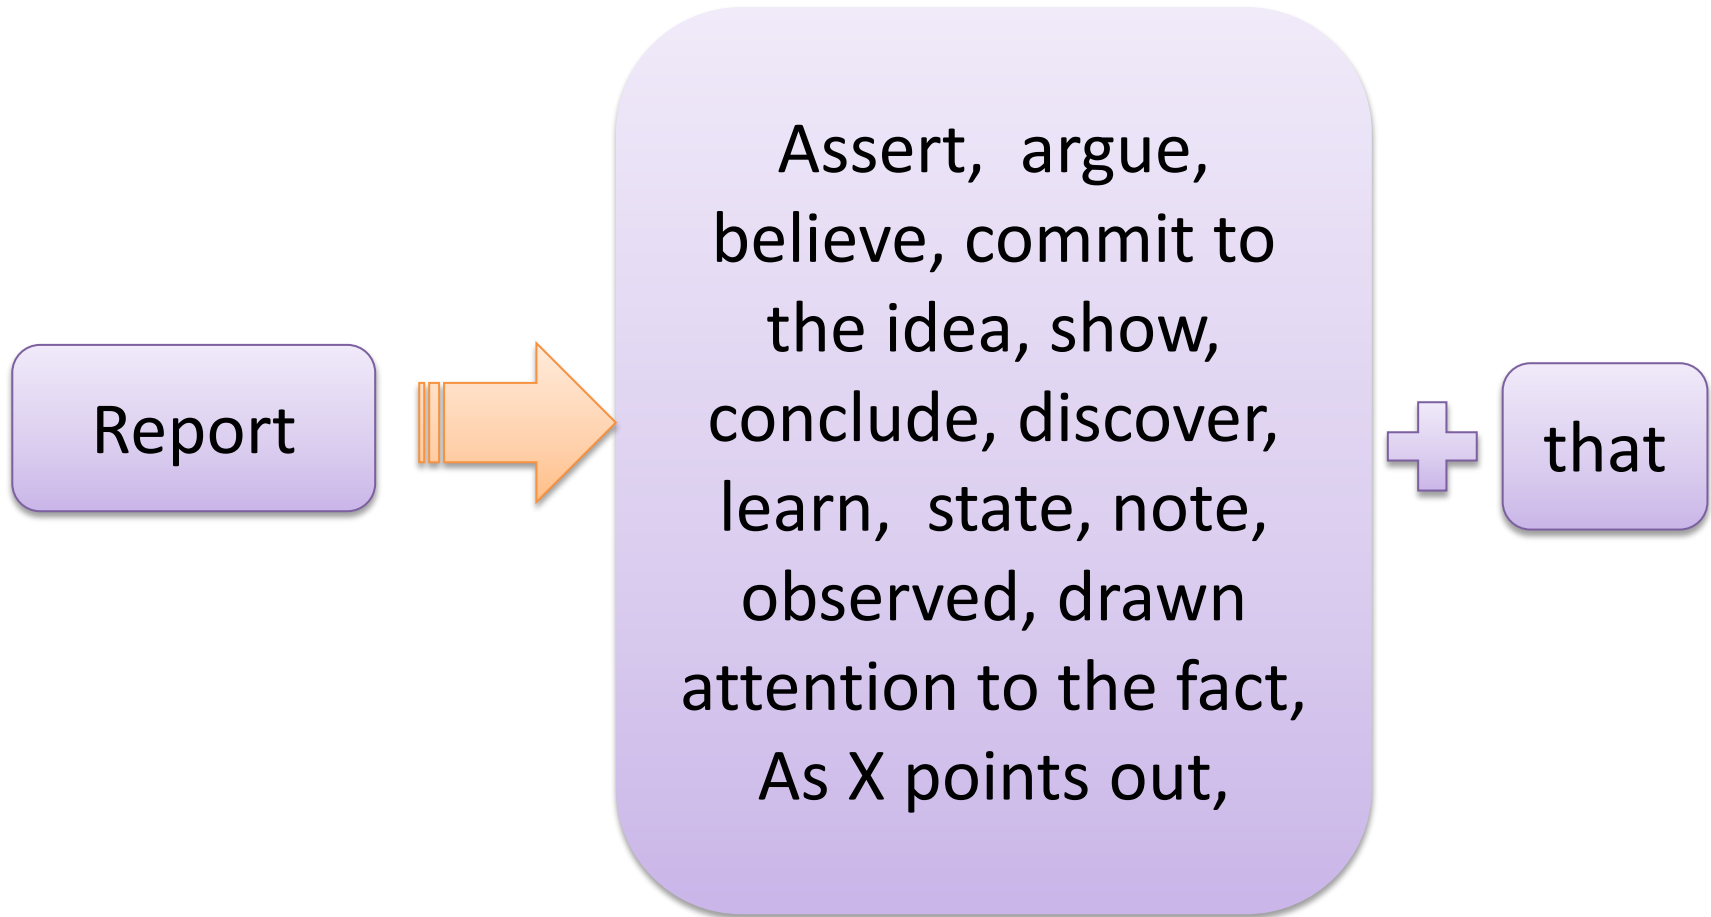 Report
Assert,  argue,
believe, commit to
the idea, show,
conclude, discover,
learn,  state, note,
observed, drawn
attention to the fact,
As X points out,
that